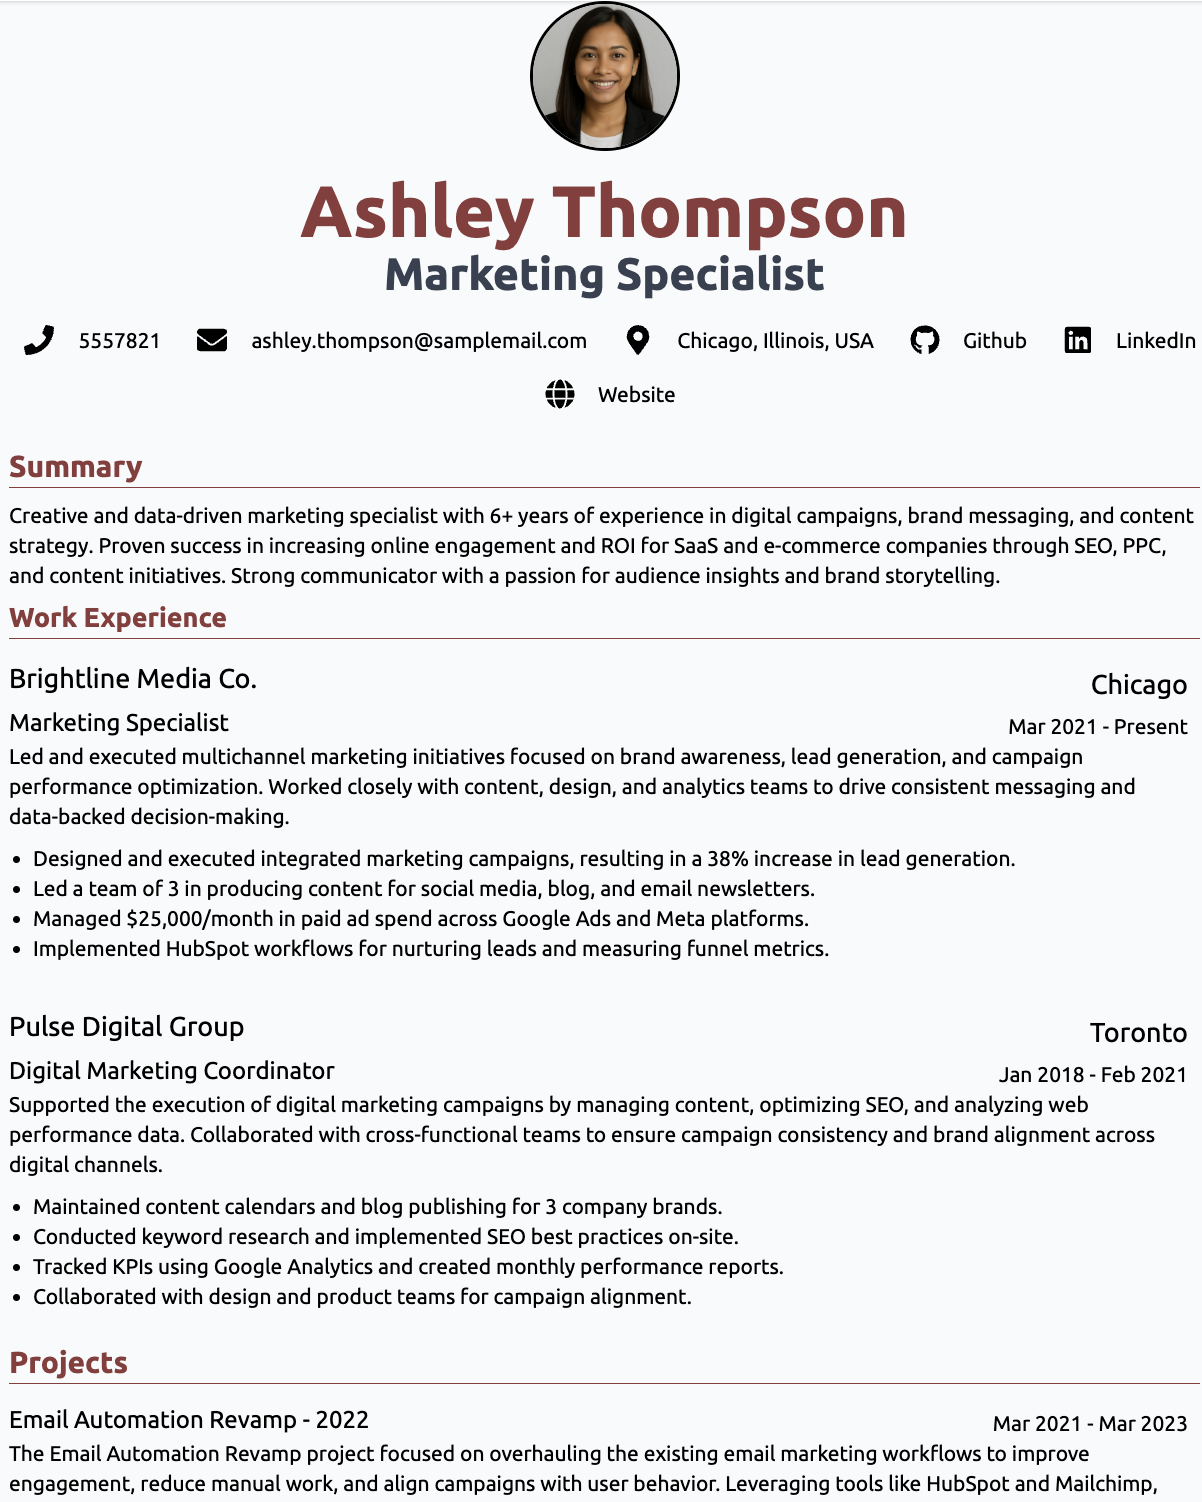 Ashley Thompson
Marketing Specialist
5557821 ashley.thompson@samplemail.com Chicago, Illinois, USA Github LinkedIn
Website
Summary
Creative and data-driven marketing specialist with 6+ years of experience in digital campaigns, brand messaging, and content
strategy. Proven success in increasing online engagement and ROI for SaaS and e-commerce companies through SEO, PPC,
and content initiatives. Strong communicator with a passion for audience insights and brand storytelling.
Work Experience
Brightline Media Co. Chicago
Marketing Specialist Mar 2021 - Present
Led and executed multichannel marketing initiatives focused on brand awareness, lead generation, and campaign
performance optimization. Worked closely with content, design, and analytics teams to drive consistent messaging and
data-backed decision-making.
• Designed and executed integrated marketing campaigns, resulting in a 38% increase in lead generation.
• Led a team of 3 in producing content for social media, blog, and email newsletters.
• Managed $25,000/month in paid ad spend across Google Ads and Meta platforms.
• Implemented HubSpot workflows for nurturing leads and measuring funnel metrics.
Pulse Digital Group Toronto
Digital Marketing Coordinator Jan 2018 - Feb 2021
Supported the execution of digital marketing campaigns by managing content, optimizing SEO, and analyzing web
performance data. Collaborated with cross-functional teams to ensure campaign consistency and brand alignment across
digital channels.
• Maintained content calendars and blog publishing for 3 company brands.
• Conducted keyword research and implemented SEO best practices on-site.
• Tracked KPIs using Google Analytics and created monthly performance reports.
• Collaborated with design and product teams for campaign alignment.
Projects
Email Automation Revamp - 2022 Mar 2021 - Mar 2023
The Email Automation Revamp project focused on overhauling the existing email marketing workflows to improve
engagement, reduce manual work, and align campaigns with user behavior. Leveraging tools like HubSpot and Mailchimp,